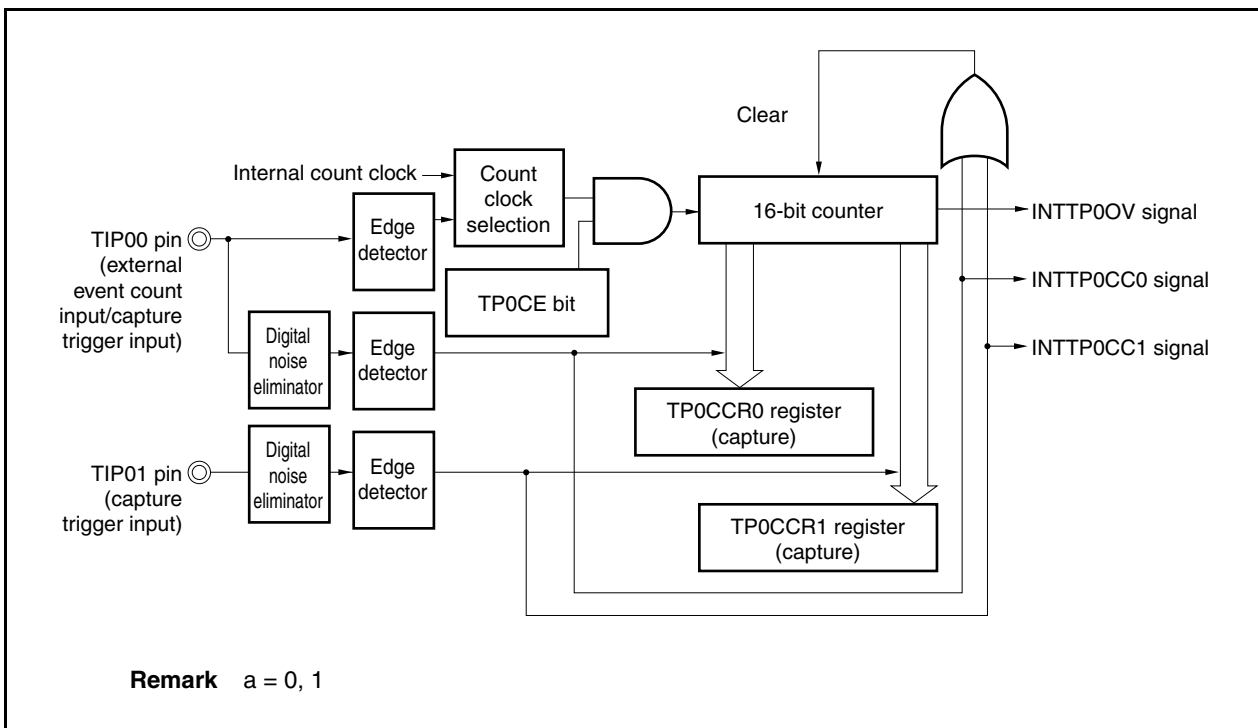 Clear
Internal count clock
Count
clock
selection
16-bit counter
INTTP0OV signal
TIP00 pin
(external
event count
input/capture
trigger input)
Edge
detector
TP0CE bit
INTTP0CC0 signal
Digital
noise
eliminator
Edge
detector
INTTP0CC1 signal
TP0CCR0 register
(capture)
TIP01 pin
(capture
trigger input)
Digital
noise
eliminator
Edge
detector
TP0CCR1 register
(capture)
Remark a = 0, 1